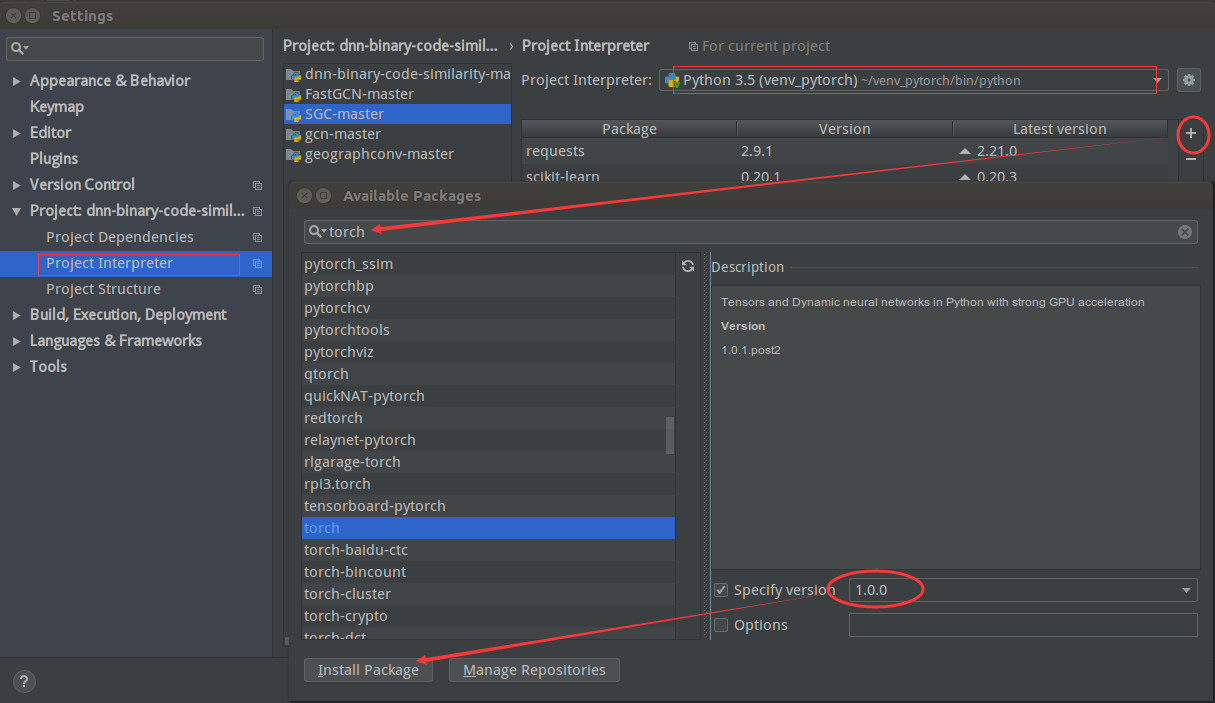 Settings
Appearance & Behavior
Keymap
Editor
Plugins
Version Control
Project: dnn-binary-code-simil...
Project Dependencies
Project Interpreter
Project Structure
Build, Execution, Deployment
Languages & Frameworks
Tools
?
Project: dnn-binary-code-simil... › Project Interpreter For current project
dnn-binary-code-similarity-ma
FastGCN-master
SGC-master
gcn-master
geographconv-master
Project Interpreter: Python 3.5 (venv_pytorch) ~/venv_pytorch/bin/python
Package Version Latest version
requests 2.9.1 2.21.0
scikit-learn 0.20.1 0.20.3
Available Packages
torch
pytorch_ssim
pytorchbp
pytorchcv
pytorchtools
pytorchviz
qtorch
quickNAT-pytorch
redtorch
relaynet-pytorch
rlgarage-torch
rpi3.torch
tensorboard-pytorch
torch
torch-baidu-ctc
torch-bincount
torch-cluster
torch-crypto
torch-dct
Description
Tensors and Dynamic neural networks in Python with strong GPU acceleration
Version
1.0.1.post2
Specify version 1.0.0
Options
Install Package Manage Repositories